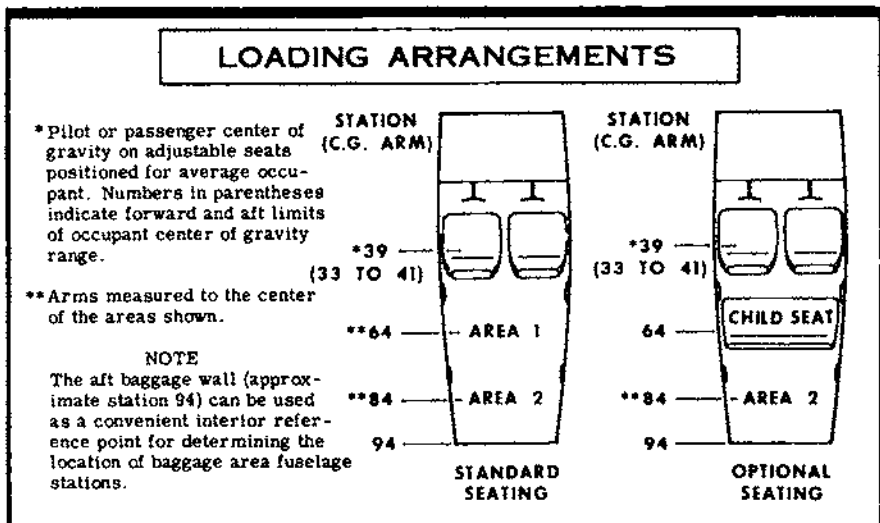 LOADING ARRANGEMENTS
*Pilot or passenger center of
gravity on adjustable seats
positioned for average occu-
pant. Numbers in parentheses
indicate forward and aft limits
of occupant center of gravity
range.
**Arms measured to the center
of the areas shown.
NOTE
The aft baggage wall (approx-
imate station 94) can be used
as a convenient interior refer-
ence point for determining the
location of baggage area fuselage
stations.
STATION
(C.G. ARM)
*39
(33 TO 41)
**64 AREA 1
**84 AREA 2
94
STANDARD
SEATING
STATION
(C.G. ARM)
*39
(33 TO 41)
64 CHILD SEAT
**84 AREA 2
94
OPTIONAL
SEATING